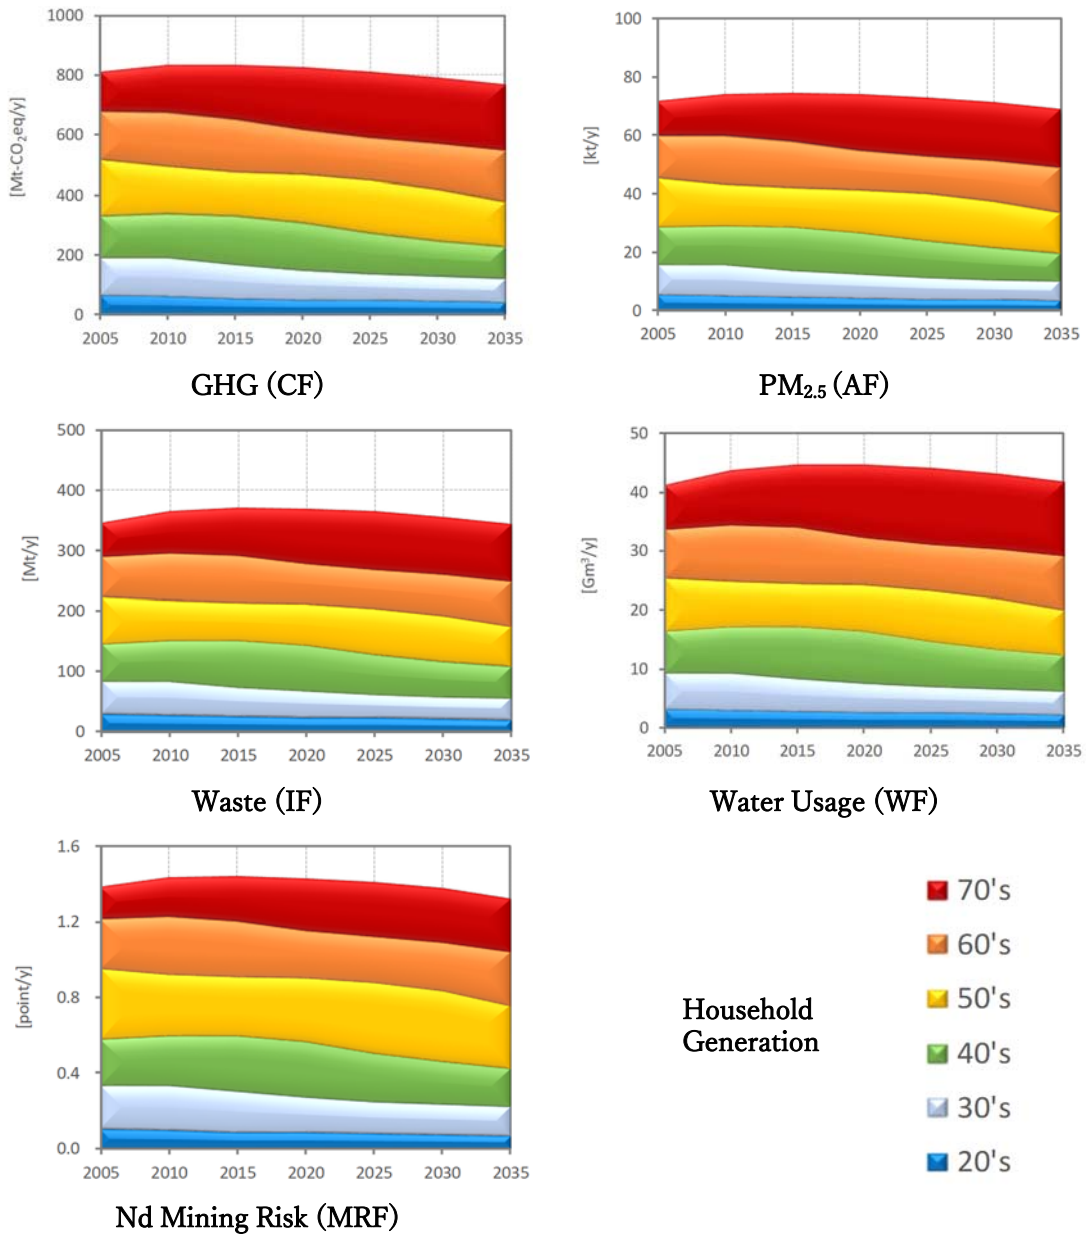 1000
800
600
400
200
0
[Mt-CO₂eq/y]
2005 2010 2015 2020 2025 2030 2035
GHG (CF)
100
80
60
40
20
0
[kt/y]
2005 2010 2015 2020 2025 2030 2035
PM₂.₅ (AF)
500
400
300
200
100
0
[Mt/y]
2005 2010 2015 2020 2025 2030 2035
Waste (IF)
50
40
30
20
10
0
[Gm³/y]
2005 2010 2015 2020 2025 2030 2035
Water Usage (WF)
1.6
1.2
0.8
0.4
0.0
[point/y]
2005 2010 2015 2020 2025 2030 2035
Nd Mining Risk (MRF)
Household
Generation
70's
60's
50's
40's
30's
20's